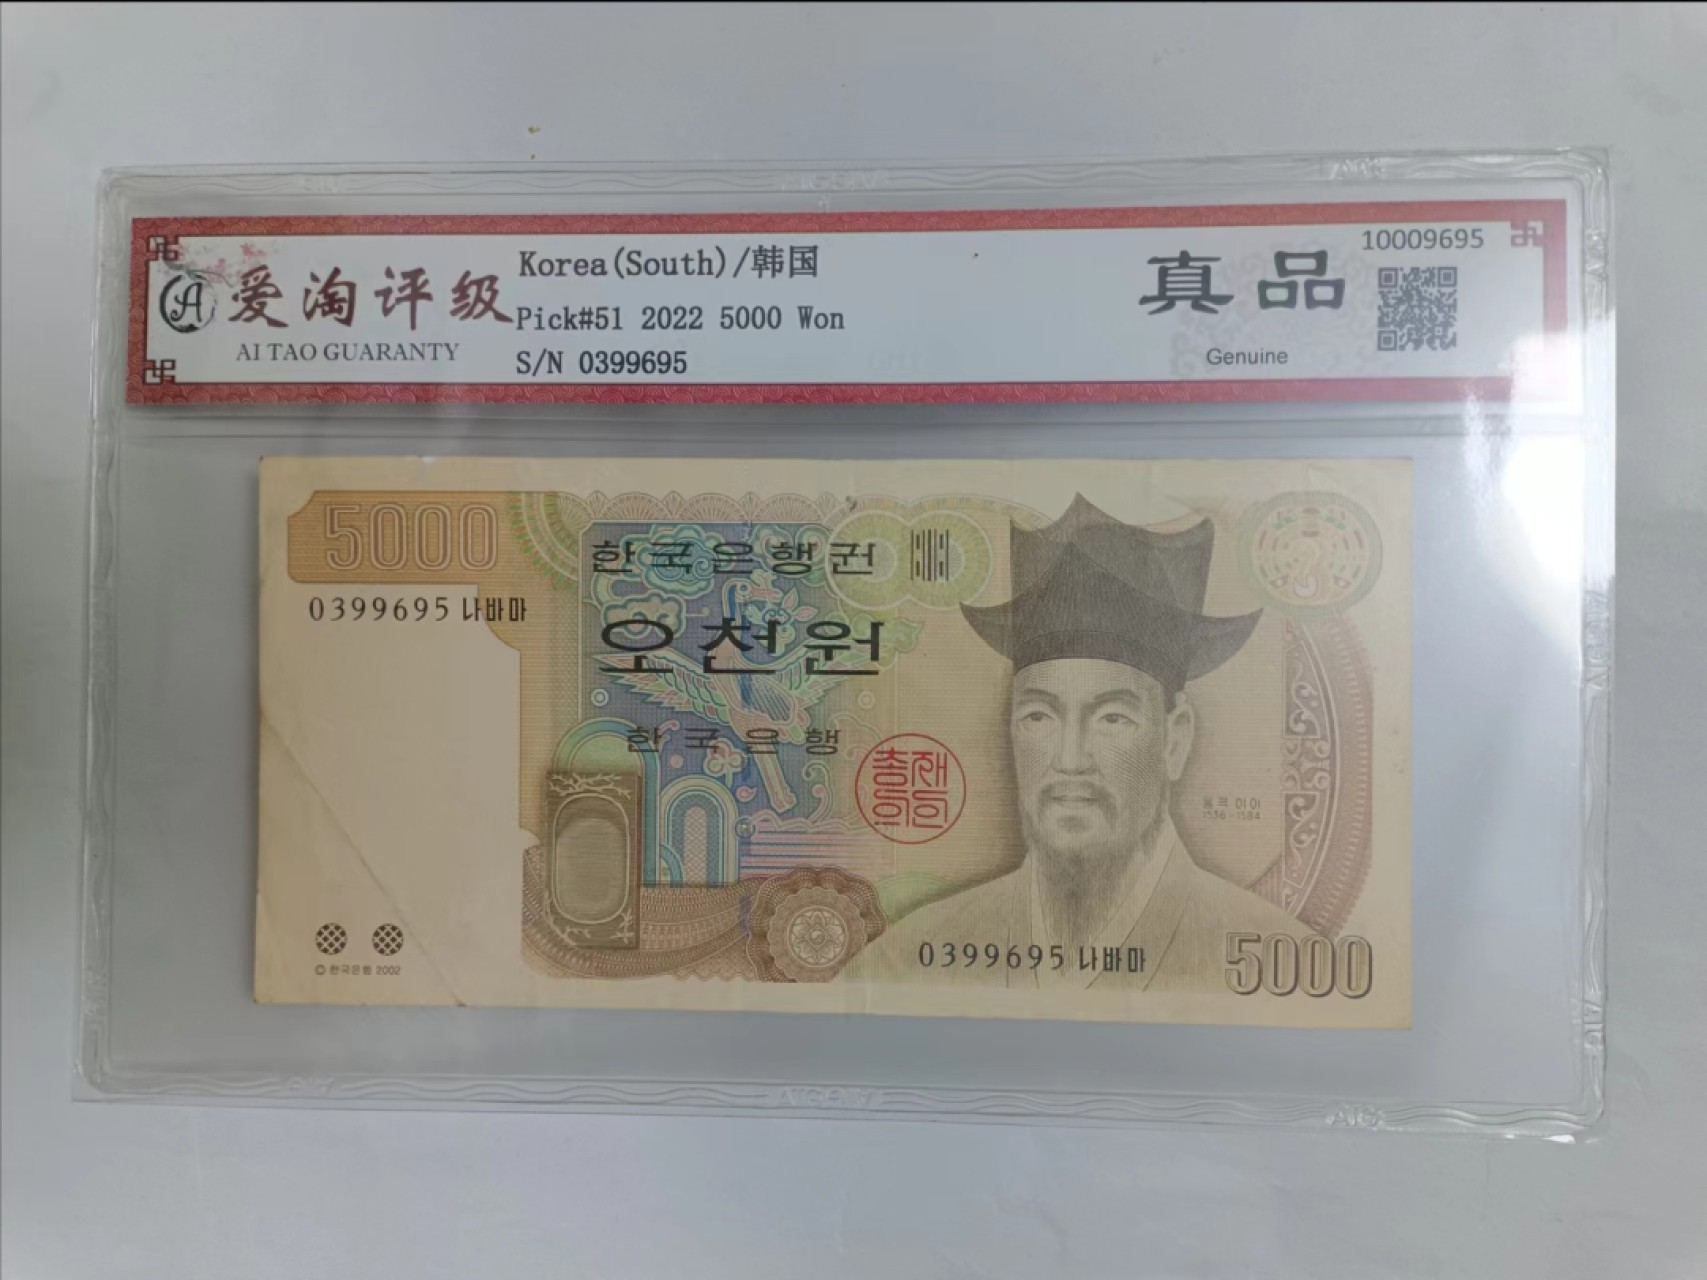 10009695
爱淘评级
AI TAO GUARANTY
Korea(South)/韩国
Pick#51 2022 5000 Won
S/N 0399695
真品
Genuine
5000
한국은행권
0399695 나바마
오천원
한국은행
총재의인
율곡 이이
1536-1584
© 한국은행 2002
0399695 나바마
5000